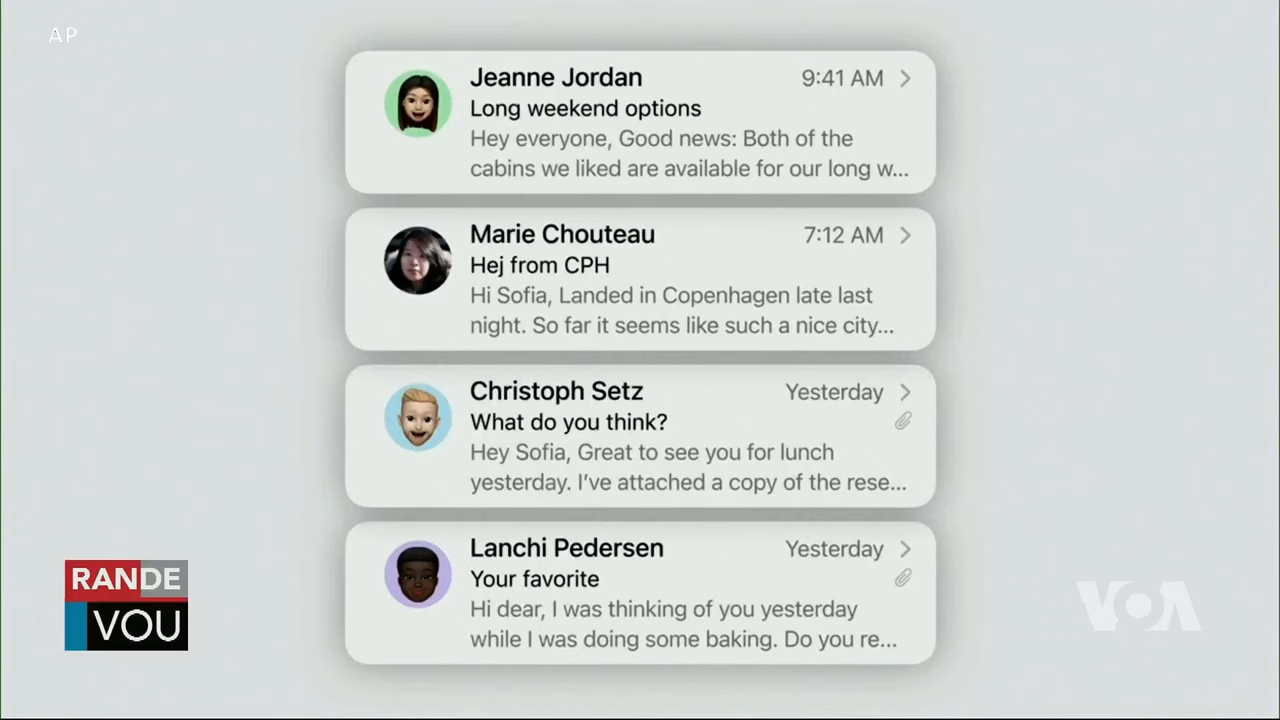 AP
Jeanne Jordan 9:41 AM
Long weekend options
Hey everyone, Good news: Both of the
cabins we liked are available for our long w...
Marie Chouteau 7:12 AM
Hej from CPH
Hi Sofia, Landed in Copenhagen late last
night. So far it seems like such a nice city...
Christoph Setz Yesterday
What do you think?
Hey Sofia, Great to see you for lunch
yesterday. I’ve attached a copy of the rese...
Lanchi Pedersen Yesterday
Your favorite
Hi dear, I was thinking of you yesterday
while I was doing some baking. Do you re...
RANDE
VOU
VOA